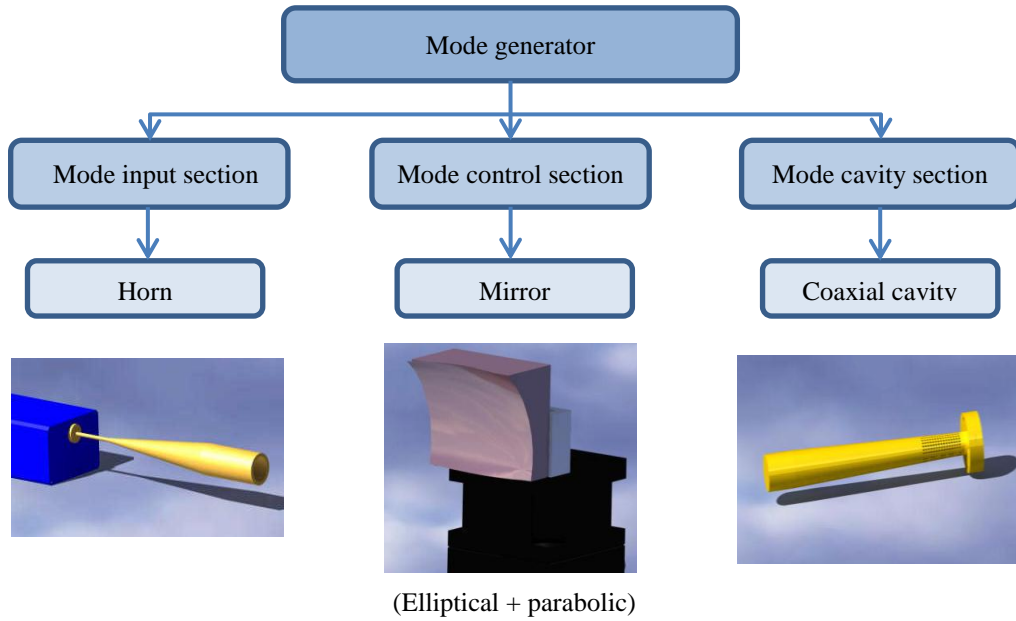 Mode generator
Mode input section
Mode control section
Mode cavity section
Horn
Mirror
Coaxial cavity
(Elliptical + parabolic)